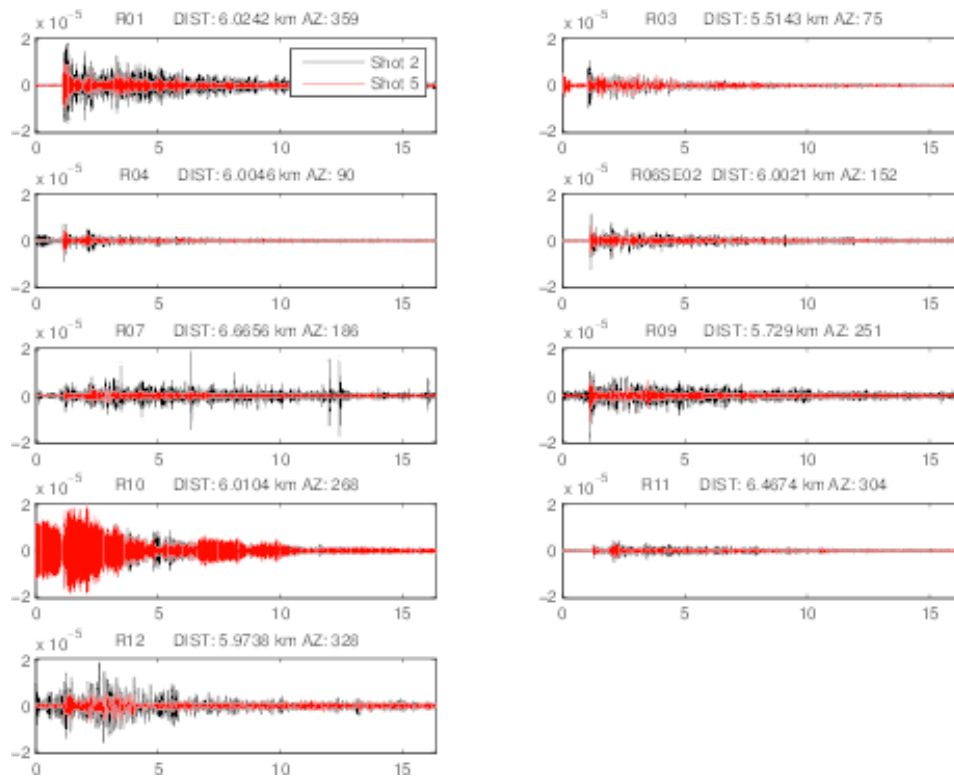 x 10⁻⁵ R01 DIST: 6.0242 km AZ: 359
2
0
−2
0 5 10 15
Shot 2
Shot 5
R03 DIST: 5.5143 km AZ: 75
x 10⁻⁵
2
0
−2
0 5 10 15
x 10⁻⁵ R04 DIST: 6.0046 km AZ: 90
2
0
−2
0 5 10 15
x 10⁻⁵ R06SE02 DIST: 6.0021 km AZ: 152
2
0
−2
0 5 10 15
x 10⁻⁵ R07 DIST: 6.6656 km AZ: 186
2
0
−2
0 5 10 15
x 10⁻⁵ R09 DIST: 5.729 km AZ: 251
2
0
−2
0 5 10 15
x 10⁻⁵ R10 DIST: 6.0104 km AZ: 268
2
0
−2
0 5 10 15
x 10⁻⁵ R11 DIST: 6.4674 km AZ: 304
2
0
−2
0 5 10 15
x 10⁻⁵ R12 DIST: 5.9738 km AZ: 328
2
0
−2
0 5 10 15